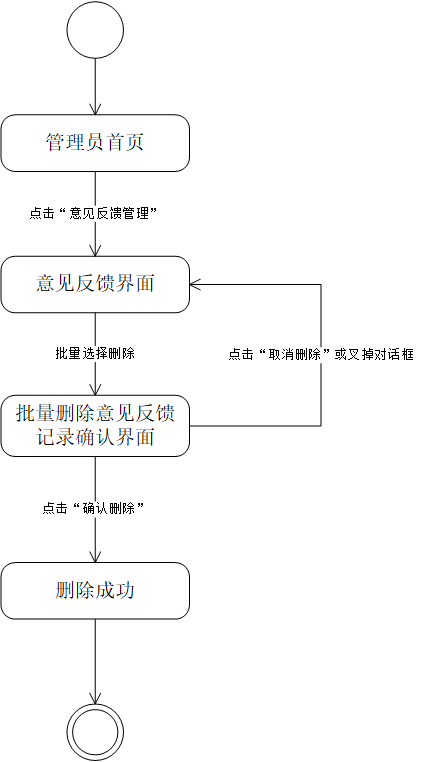 管理员首页
点击“意见反馈管理”
意见反馈界面
批量选择删除
点击“取消删除”或叉掉对话框
批量删除意见反馈
记录确认界面
点击“确认删除”
删除成功